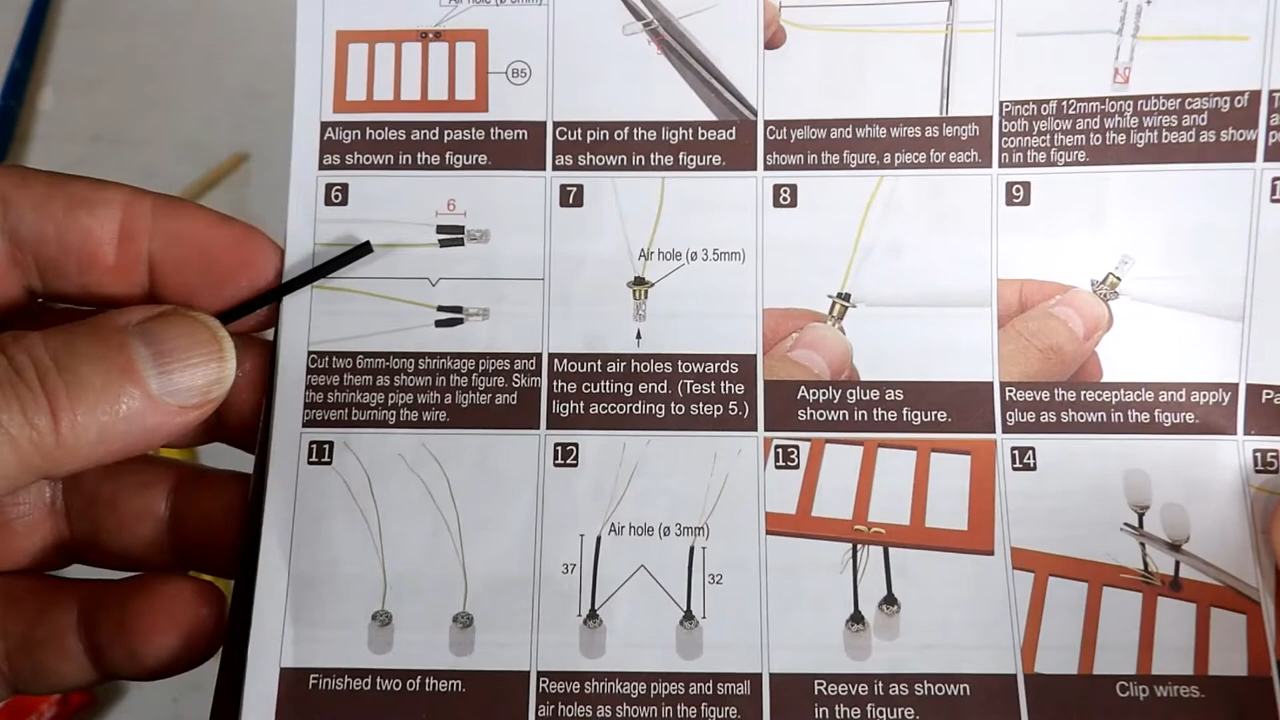 Air hole (ø 3mm)
B5
Align holes and paste them
as shown in the figure.
5
Cut pin of the light bead
as shown in the figure.
Cut yellow and white wires as length
shown in the figure, a piece for each.
+
Pinch off 12mm-long rubber casing of
both yellow and white wires and
connect them to the light bead as show
n in the figure.
6
6
Cut two 6mm-long shrinkage pipes and
reeve them as shown in the figure. Skim
the shrinkage pipe with a lighter and
prevent burning the wire.
7
Air hole (ø 3.5mm)
Mount air holes towards
the cutting end. (Test the
light according to step 5.)
8
Apply glue as
shown in the figure.
9
Reeve the receptacle and apply
glue as shown in the figure.
11
Finished two of them.
12
Air hole (ø 3mm)
37
32
Reeve shrinkage pipes and small
air holes as shown in the figure.
13
Reeve it as shown
in the figure.
14
Clip wires.
15